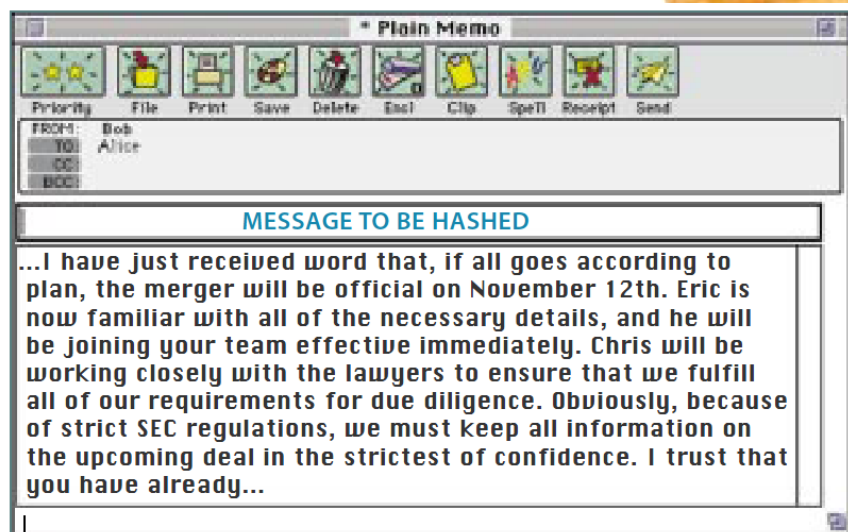 * Plain Memo
Priority File Print Save Delete Encl Clip Spell Receipt Send
FROM: Bob
TO: Alice
CC:
BCC:
MESSAGE TO BE HASHED
...I have just received word that, if all goes according to
plan, the merger will be official on November 12th. Eric is
now familiar with all of the necessary details, and he will
be joining your team effective immediately. Chris will be
working closely with the lawyers to ensure that we fulfill
all of our requirements for due diligence. Obviously, because
of strict SEC regulations, we must keep all information on
the upcoming deal in the strictest of confidence. I trust that
you have already...